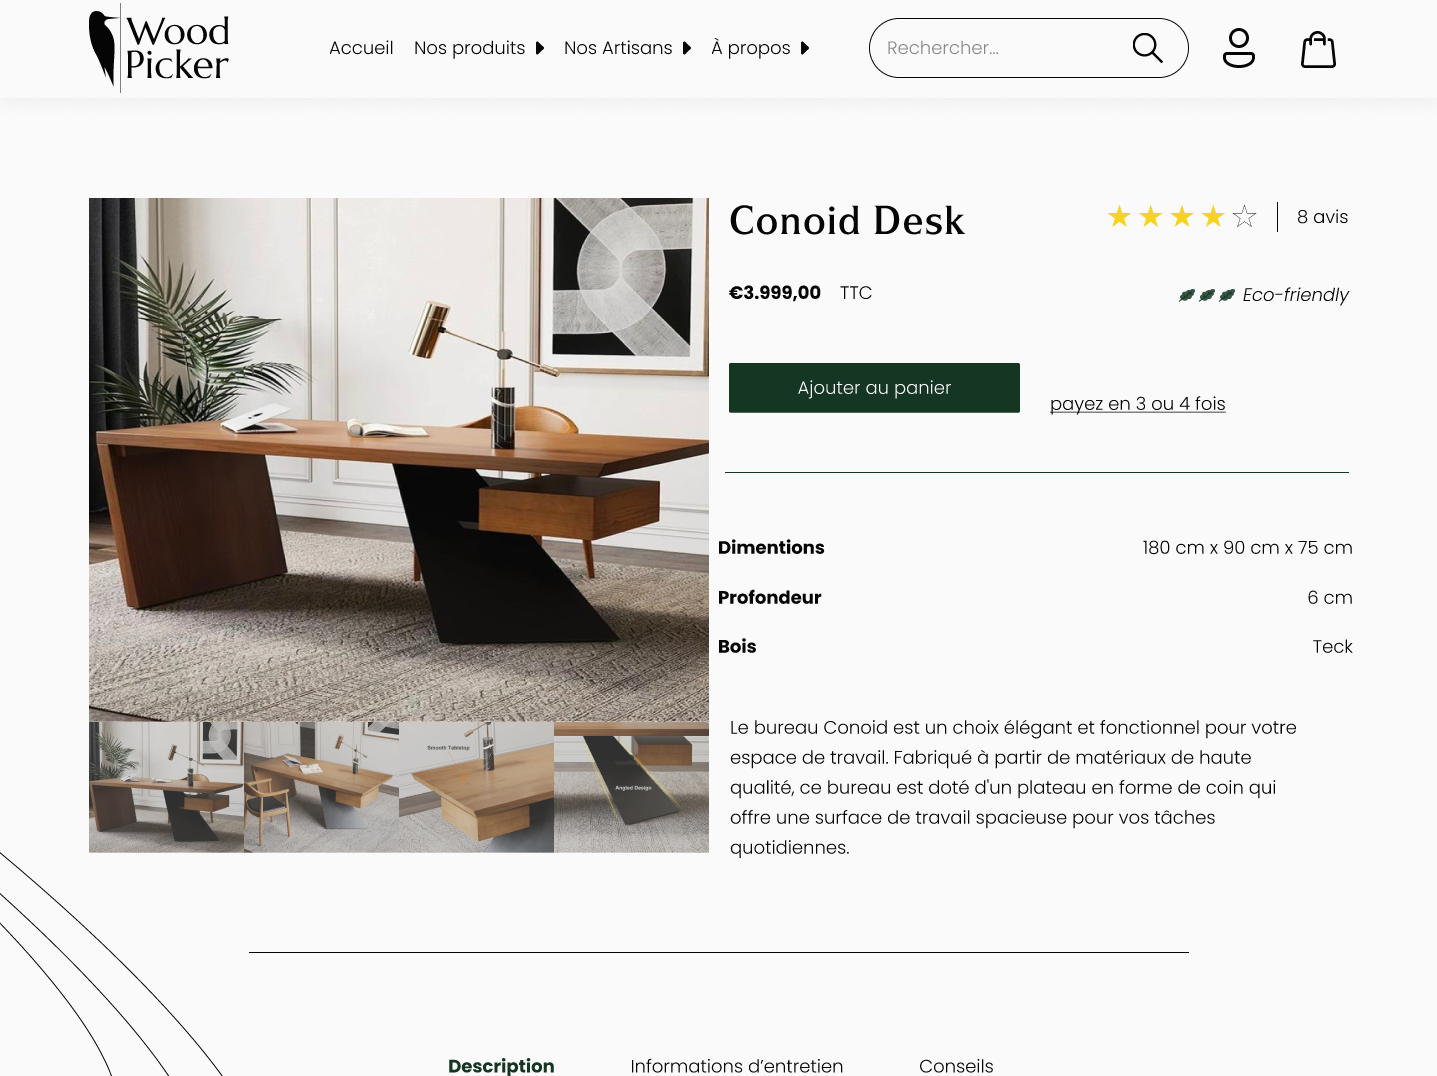 Wood
Picker
Accueil
Nos produits
Nos Artisans
À propos
Rechercher...
Conoid Desk
8 avis
€3.999,00 TTC
Eco-friendly
Ajouter au panier
payez en 3 ou 4 fois
Dimentions
180 cm x 90 cm x 75 cm
Profondeur
6 cm
Bois
Teck
Smooth Tabletop
Angled Design
Le bureau Conoid est un choix élégant et fonctionnel pour votre
espace de travail. Fabriqué à partir de matériaux de haute
qualité, ce bureau est doté d'un plateau en forme de coin qui
offre une surface de travail spacieuse pour vos tâches
quotidiennes.
Description
Informations d’entretien
Conseils